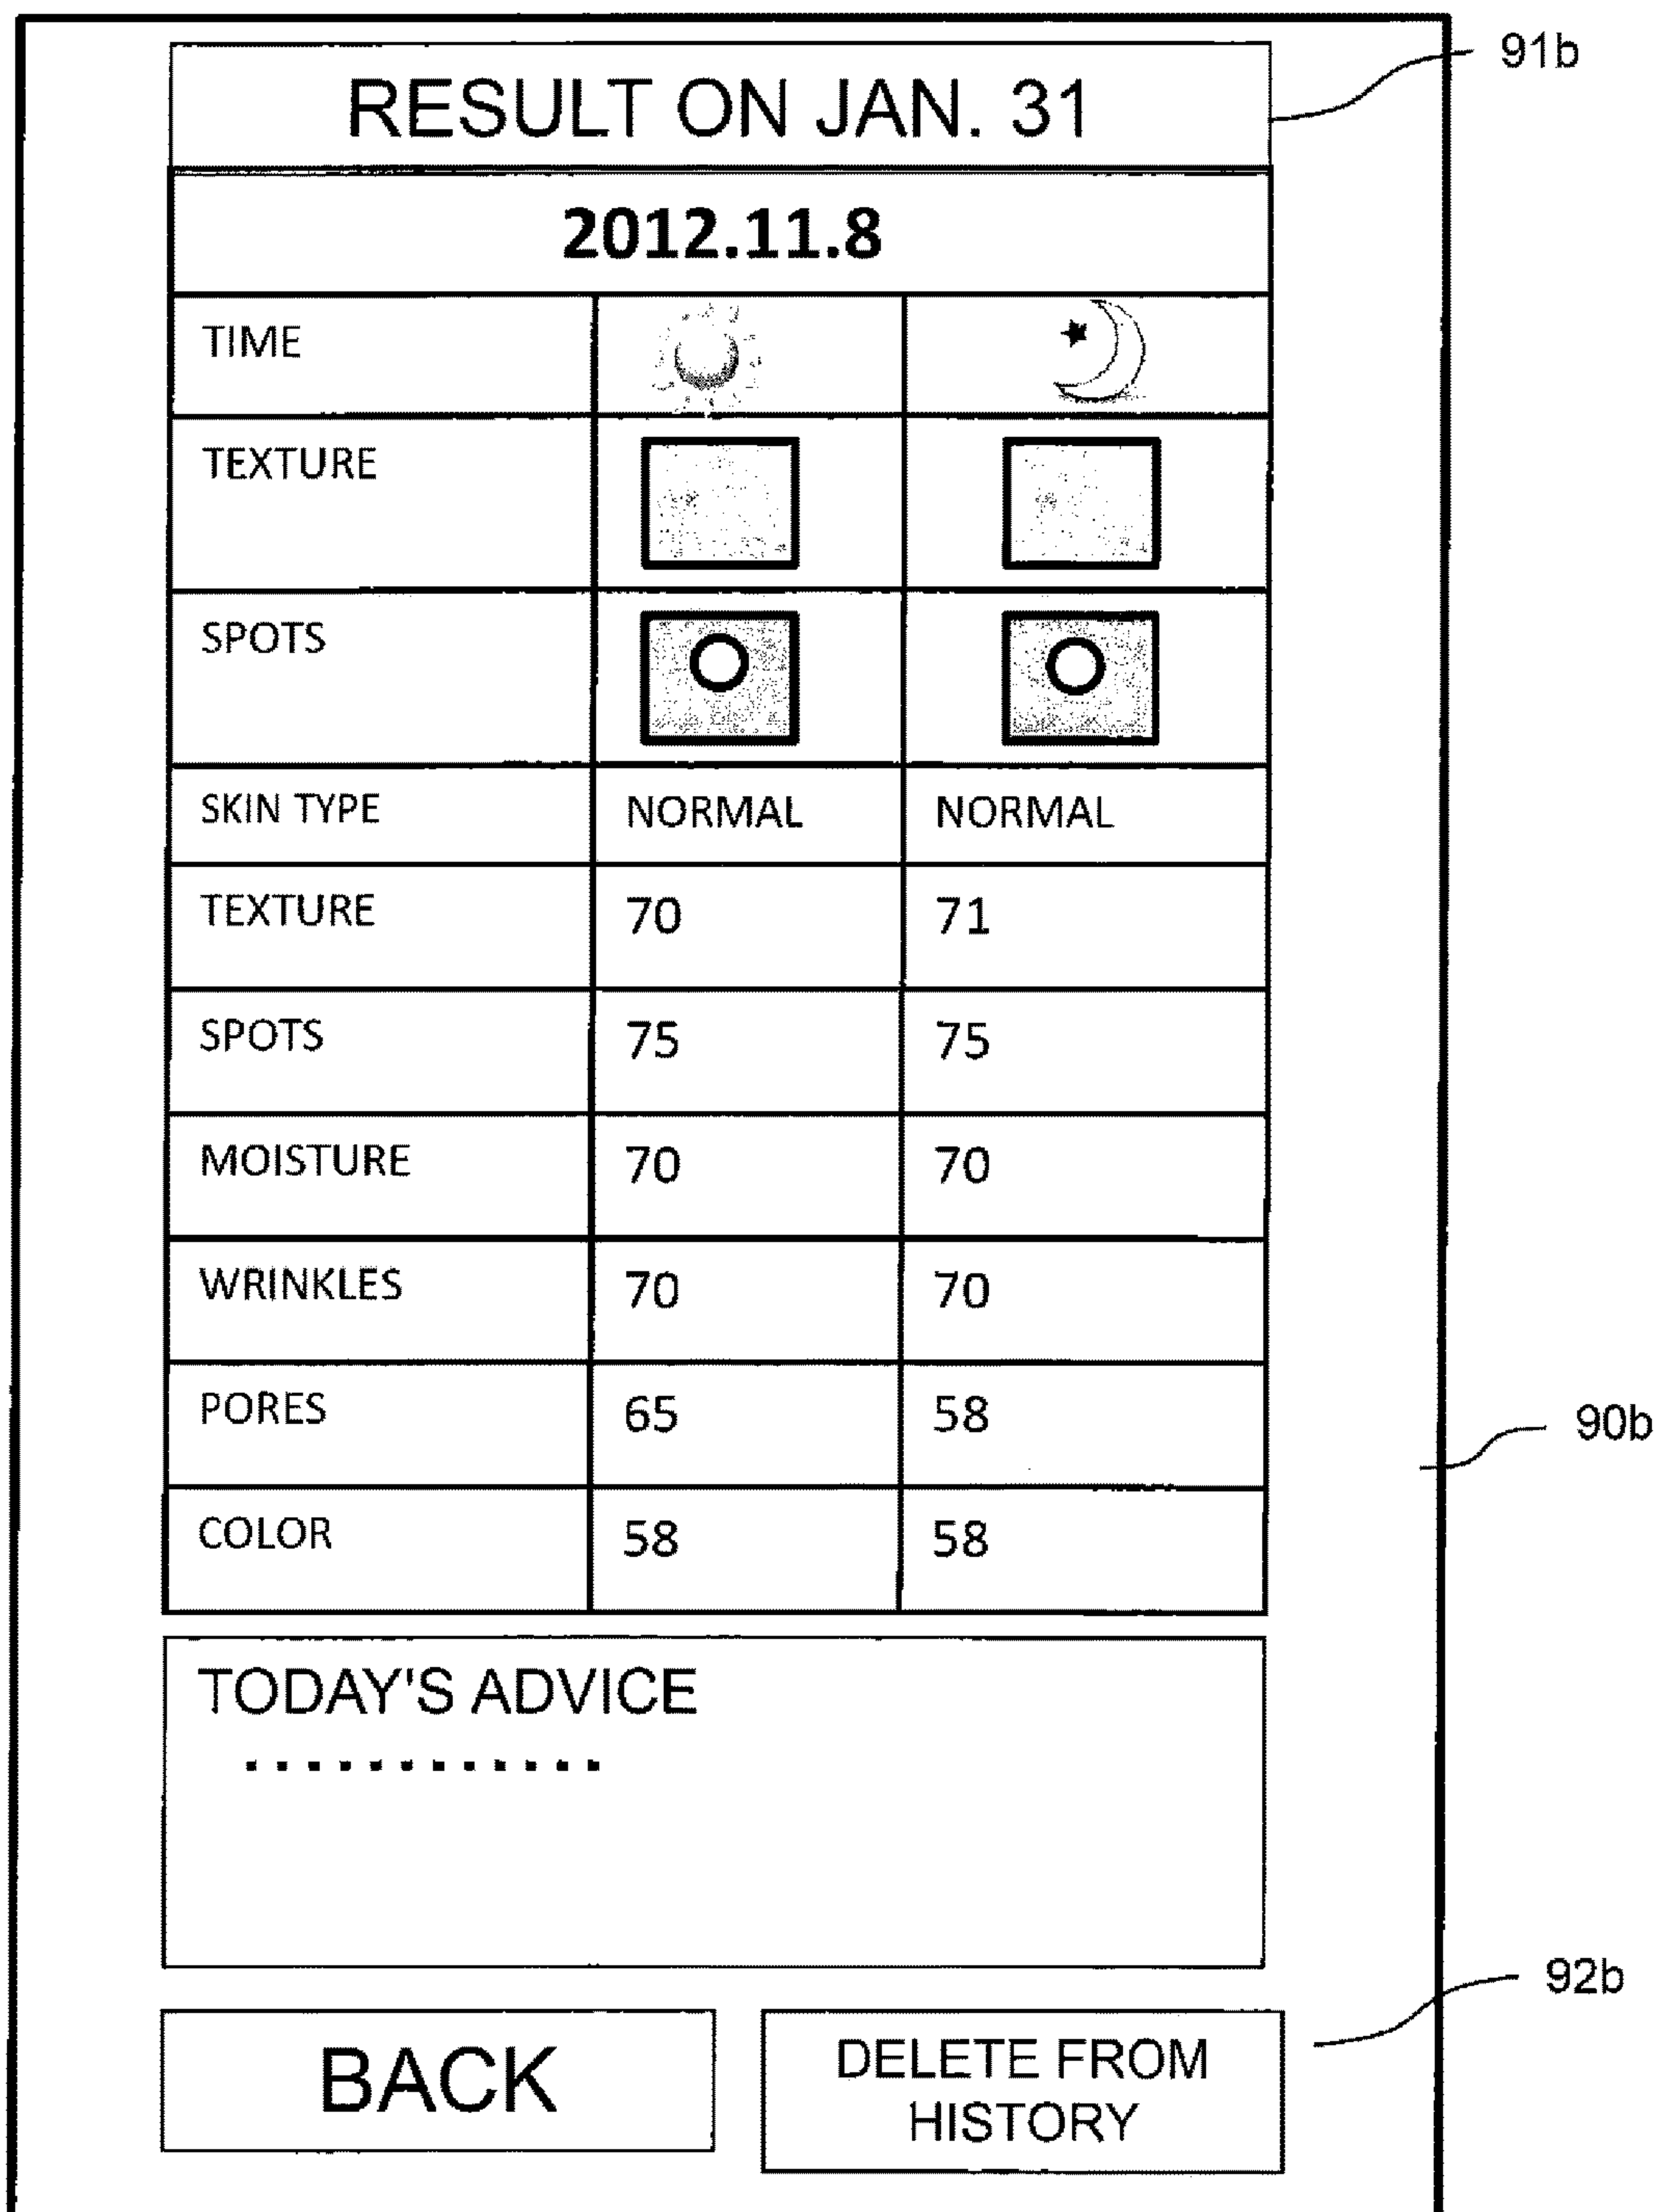 RESULT ON JAN. 31
91b
2012.11.8
TIME
TEXTURE
SPOTS
SKIN TYPE NORMAL NORMAL
TEXTURE 70 71
SPOTS 75 75
MOISTURE 70 70
WRINKLES 70 70
PORES 65 58
90b
COLOR 58 58
TODAY'S ADVICE
............
92b
BACK
DELETE FROM
HISTORY